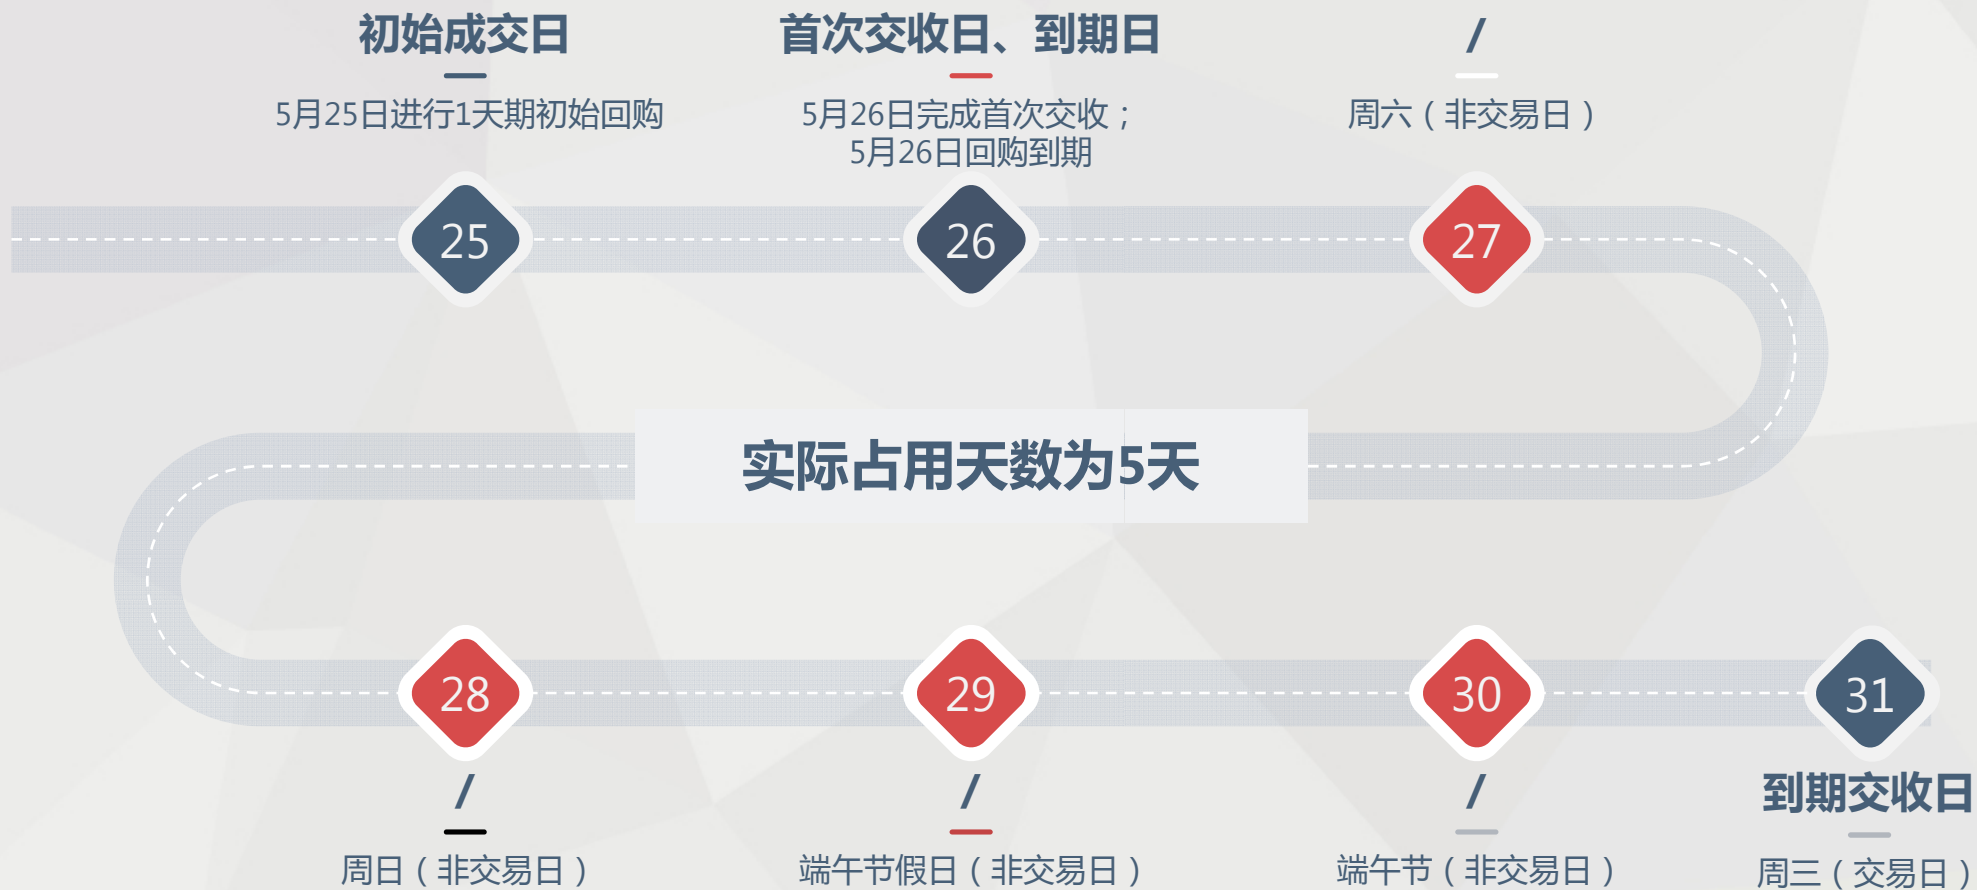 初始成交日
5月25日进行1天期初始回购
25
首次交收日、到期日
5月26日完成首次交收；
5月26日回购到期
26
/
周六（非交易日）
27
实际占用天数为5天
28
/
周日（非交易日）
29
/
端午节假日（非交易日）
30
/
端午节（非交易日）
31
到期交收日
周三（交易日）